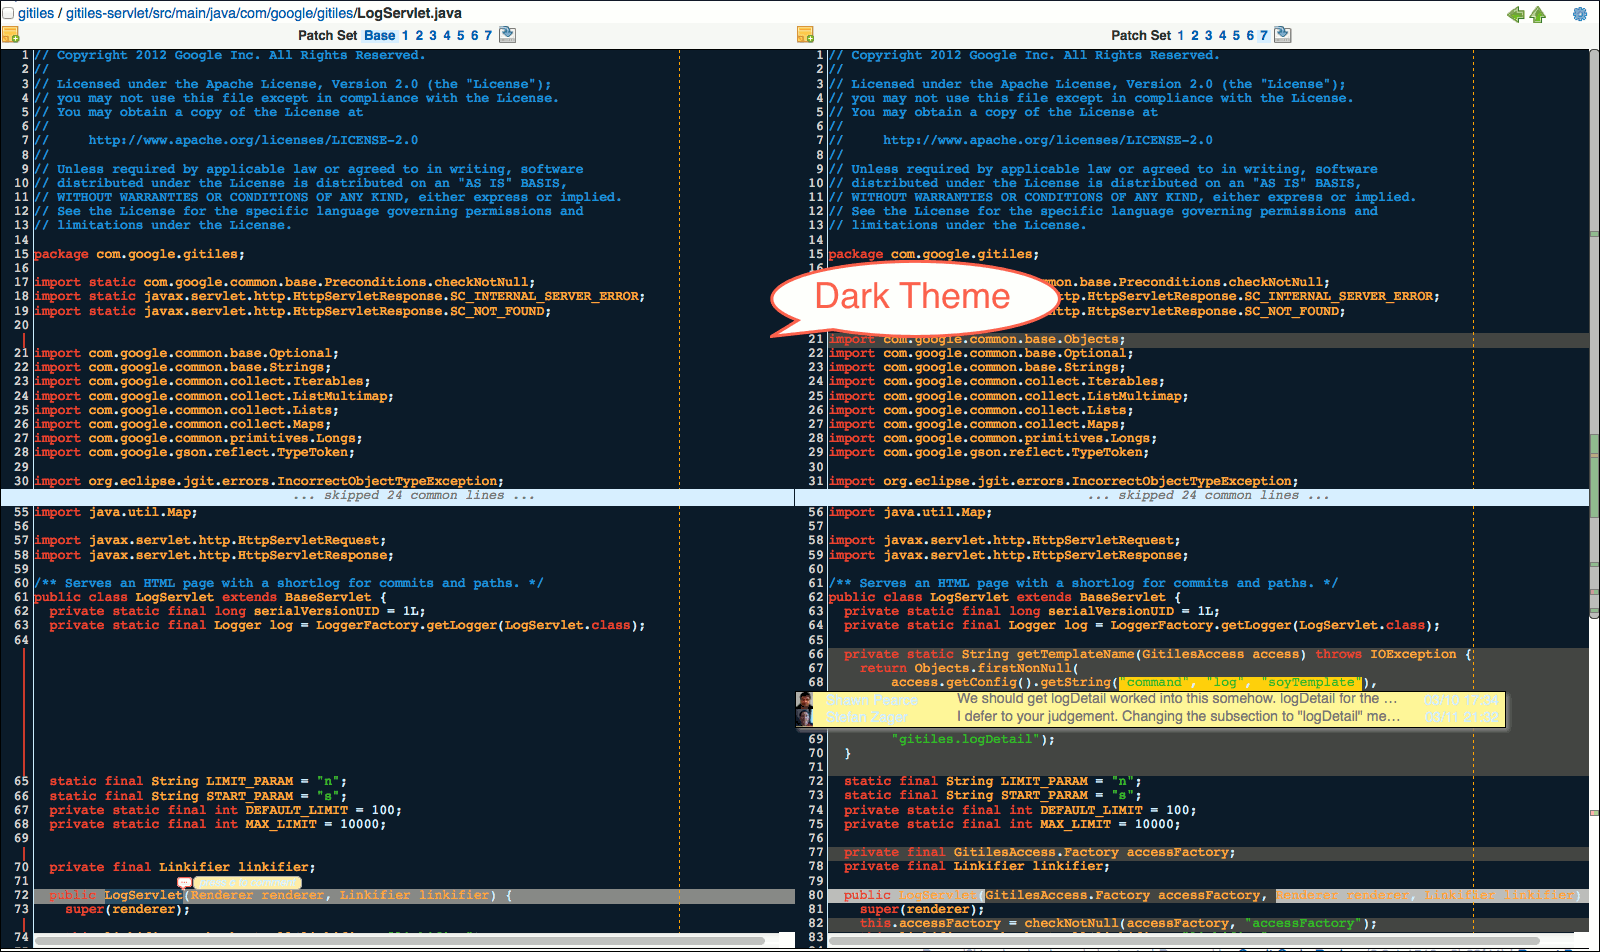 gitiles / gitiles-servlet/src/main/java/com/google/gitiles/LogServlet.java
Patch Set Base 1 2 3 4 5 6 7
1 // Copyright 2012 Google Inc. All Rights Reserved.
2 //
3 // Licensed under the Apache License, Version 2.0 (the "License");
4 // you may not use this file except in compliance with the License.
5 // You may obtain a copy of the License at
6 //
7 //     http://www.apache.org/licenses/LICENSE-2.0
8 //
9 // Unless required by applicable law or agreed to in writing, software
10 // distributed under the License is distributed on an "AS IS" BASIS,
11 // WITHOUT WARRANTIES OR CONDITIONS OF ANY KIND, either express or implied.
12 // See the License for the specific language governing permissions and
13 // limitations under the License.
14
15 package com.google.gitiles;
16
17 import static com.google.common.base.Preconditions.checkNotNull;
18 import static javax.servlet.http.HttpServletResponse.SC_INTERNAL_SERVER_ERROR;
19 import static javax.servlet.http.HttpServletResponse.SC_NOT_FOUND;
20
21 import com.google.common.base.Optional;
22 import com.google.common.base.Strings;
23 import com.google.common.collect.Iterables;
24 import com.google.common.collect.ListMultimap;
25 import com.google.common.collect.Lists;
26 import com.google.common.collect.Maps;
27 import com.google.common.primitives.Longs;
28 import com.google.gson.reflect.TypeToken;
29
30 import org.eclipse.jgit.errors.IncorrectObjectTypeException;
... skipped 24 common lines ...
55 import java.util.Map;
56
57 import javax.servlet.http.HttpServletRequest;
58 import javax.servlet.http.HttpServletResponse;
59
60 /** Serves an HTML page with a shortlog for commits and paths. */
61 public class LogServlet extends BaseServlet {
62   private static final long serialVersionUID = 1L;
63   private static final Logger log = LoggerFactory.getLogger(LogServlet.class);
64
65   static final String LIMIT_PARAM = "n";
66   static final String START_PARAM = "s";
67   private static final int DEFAULT_LIMIT = 100;
68   private static final int MAX_LIMIT = 10000;
69
70   private final Linkifier linkifier;
71
72   public LogServlet(Renderer renderer, Linkifier linkifier) {
73     super(renderer);
74
Patch Set 1 2 3 4 5 6 7
1 // Copyright 2012 Google Inc. All Rights Reserved.
2 //
3 // Licensed under the Apache License, Version 2.0 (the "License");
4 // you may not use this file except in compliance with the License.
5 // You may obtain a copy of the License at
6 //
7 //     http://www.apache.org/licenses/LICENSE-2.0
8 //
9 // Unless required by applicable law or agreed to in writing, software
10 // distributed under the License is distributed on an "AS IS" BASIS,
11 // WITHOUT WARRANTIES OR CONDITIONS OF ANY KIND, either express or implied.
12 // See the License for the specific language governing permissions and
13 // limitations under the License.
14
15 package com.google.gitiles;
mon.base.Preconditions.checkNotNull;
ttp.HttpServletResponse.SC_INTERNAL_SERVER_ERROR;
ttp.HttpServletResponse.SC_NOT_FOUND;
Dark Theme
21 import com.google.common.base.Objects;
22 import com.google.common.base.Optional;
23 import com.google.common.base.Strings;
24 import com.google.common.collect.Iterables;
25 import com.google.common.collect.ListMultimap;
26 import com.google.common.collect.Lists;
27 import com.google.common.collect.Maps;
28 import com.google.common.primitives.Longs;
29 import com.google.gson.reflect.TypeToken;
30
31 import org.eclipse.jgit.errors.IncorrectObjectTypeException;
... skipped 24 common lines ...
56 import java.util.Map;
57
58 import javax.servlet.http.HttpServletRequest;
59 import javax.servlet.http.HttpServletResponse;
60
61 /** Serves an HTML page with a shortlog for commits and paths. */
62 public class LogServlet extends BaseServlet {
63   private static final long serialVersionUID = 1L;
64   private static final Logger log = LoggerFactory.getLogger(LogServlet.class);
65
66   private static String getTemplateName(GitilesAccess access) throws IOException {
67     return Objects.firstNonNull(
68         access.getConfig().getString("command", "log", "soyTemplate"),
Shawn Pearce We should get logDetail worked into this somehow. logDetail for the ... 03/10 17:34
Stefan Zager I defer to your judgement. Changing the subsection to "logDetail" me...
69         "gitiles.logDetail");
70   }
71
72   static final String LIMIT_PARAM = "n";
73   static final String START_PARAM = "s";
74   private static final int DEFAULT_LIMIT = 100;
75   private static final int MAX_LIMIT = 10000;
76
77   private final GitilesAccess.Factory accessFactory;
78   private final Linkifier linkifier;
79
80   public LogServlet(GitilesAccess.Factory accessFactory, Renderer renderer, Linkifier linkifier)
81     super(renderer);
82     this.accessFactory = checkNotNull(accessFactory, "accessFactory");
83